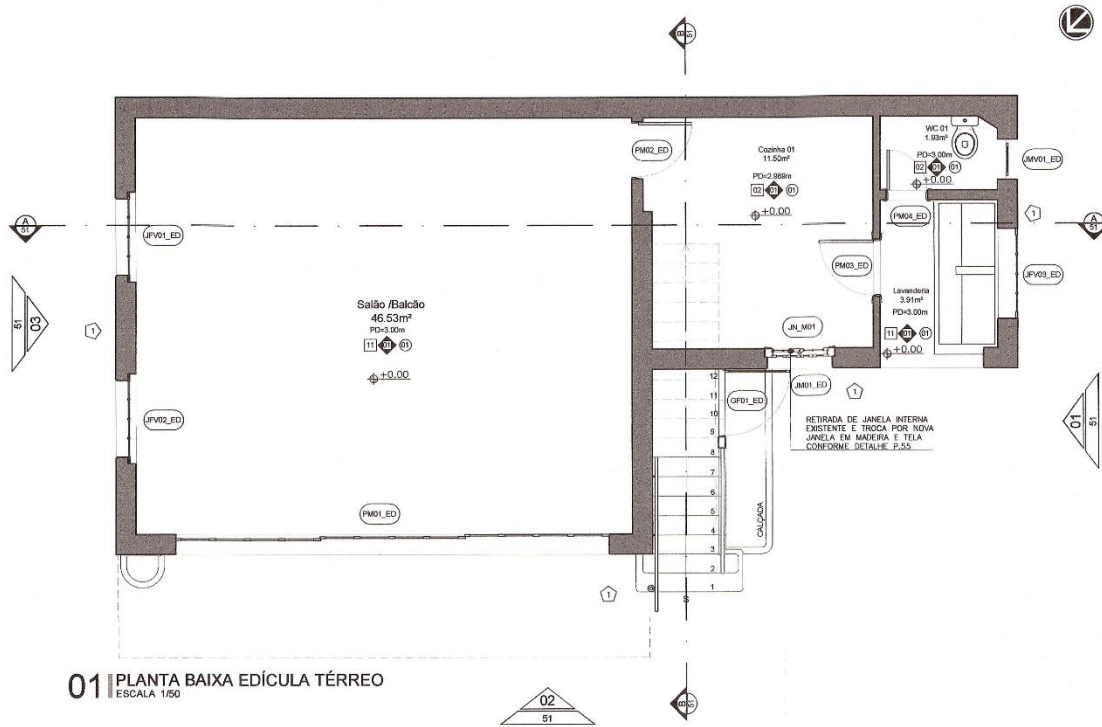 B
51
WC 01
1.93m²
PD=3.00m
02 01 01
+0.00
JMV01_ED
PM02_ED
Cozinha 01
11.50m²
PD=2.969m
02 01 01
+0.00
PM04_ED
1
A
51
A
51
JFV01_ED
PM03_ED
JFV03_ED
Lavanderia
3.91m²
PD=3.00m
11 01 01
+0.00
03
51
1
Salão /Balcão
46.53m²
PD=3.00m
11 01 01
+0.00
JN_M01
JM01_ED
1
GF01_ED
JFV02_ED
RETIRADA DE JANELA INTERNA
EXISTENTE E TROCA POR NOVA
JANELA EM MADEIRA E TELA
CONFORME DETALHE P.55
01
51
12
11
10
9
8
7
6
5
4
3
2
1
S
CALÇADA
PM01_ED
1
01 PLANTA BAIXA EDÍCULA TÉRREO
ESCALA 1/50
02
51
B
51